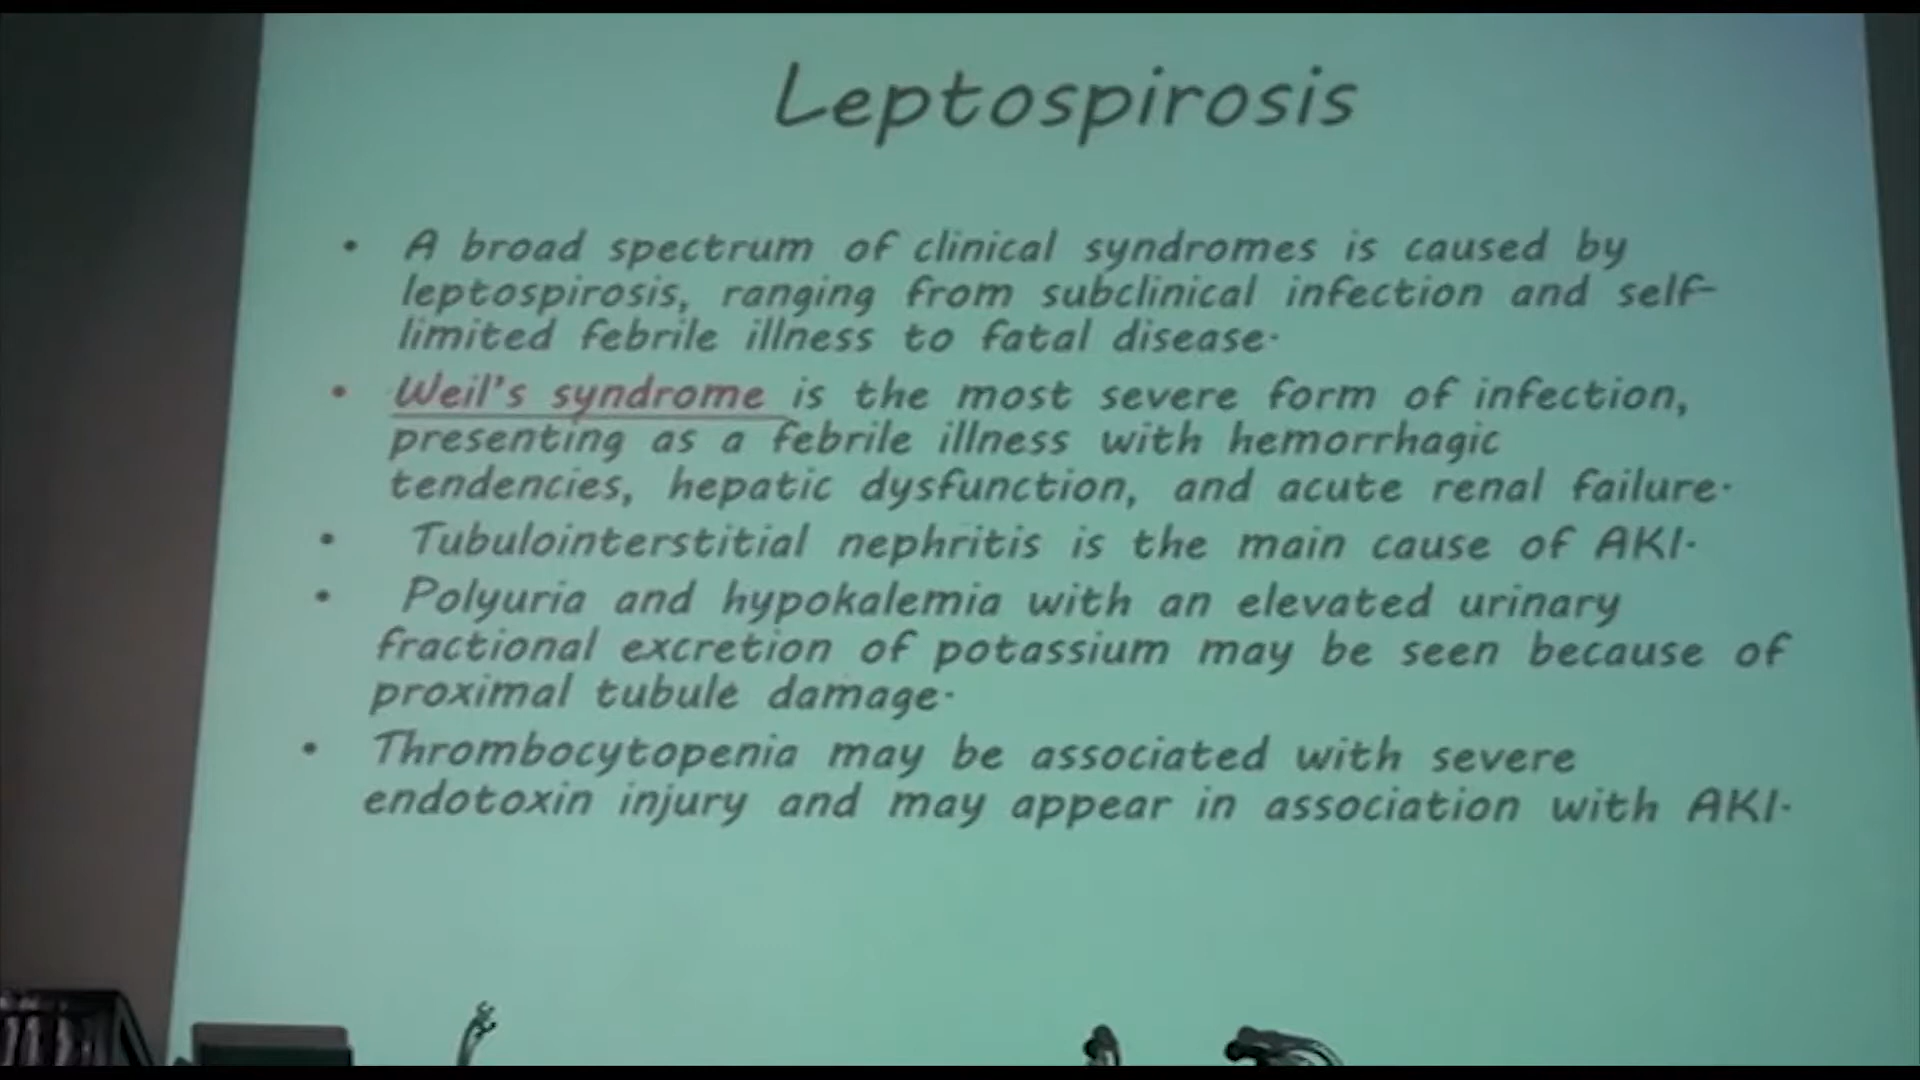 Leptospirosis
• A broad spectrum of clinical syndromes is caused by
leptospirosis, ranging from subclinical infection and self-
limited febrile illness to fatal disease.
• Weil's syndrome is the most severe form of infection,
presenting as a febrile illness with hemorrhagic
tendencies, hepatic dysfunction, and acute renal failure.
• Tubulointerstitial nephritis is the main cause of AKI.
• Polyuria and hypokalemia with an elevated urinary
fractional excretion of potassium may be seen because of
proximal tubule damage.
• Thrombocytopenia may be associated with severe
endotoxin injury and may appear in association with AKI.